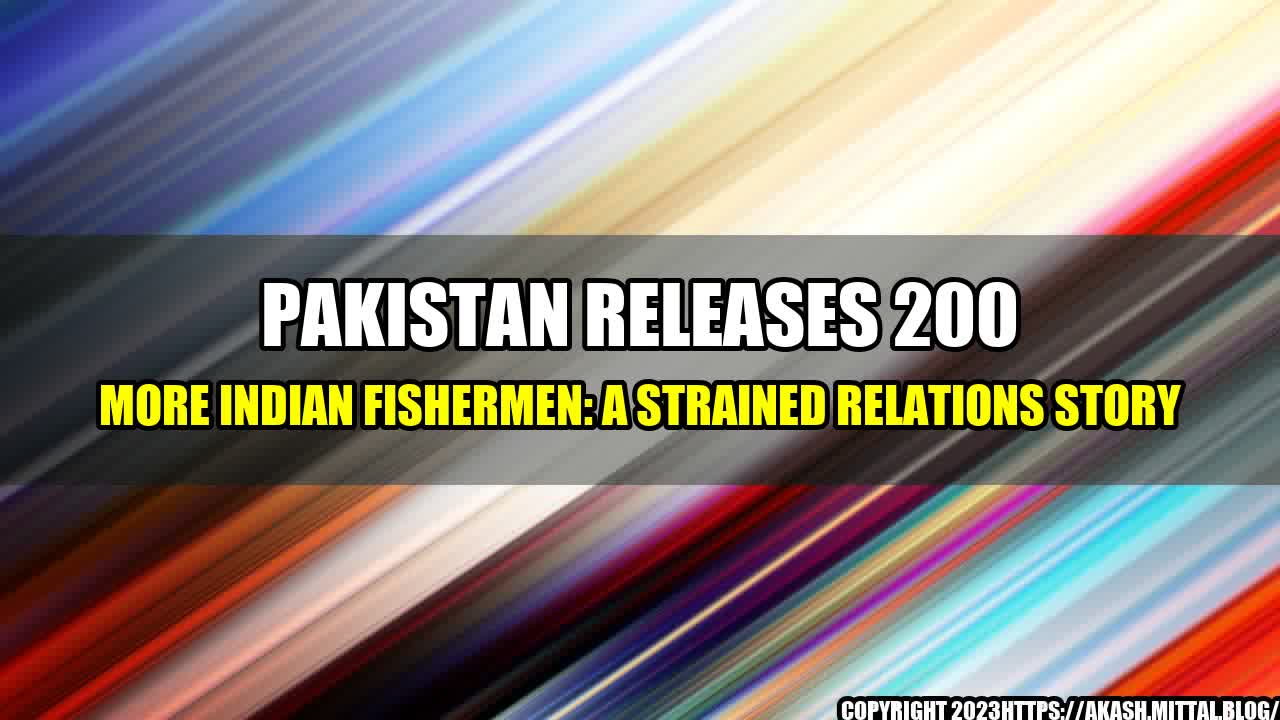 PAKISTAN RELEASES 200
MORE INDIAN FISHERMEN: A STRAINED RELATIONS STORY
COPYRIGHT 2023HTTPS://AKASH.MITTAL.BLOG/